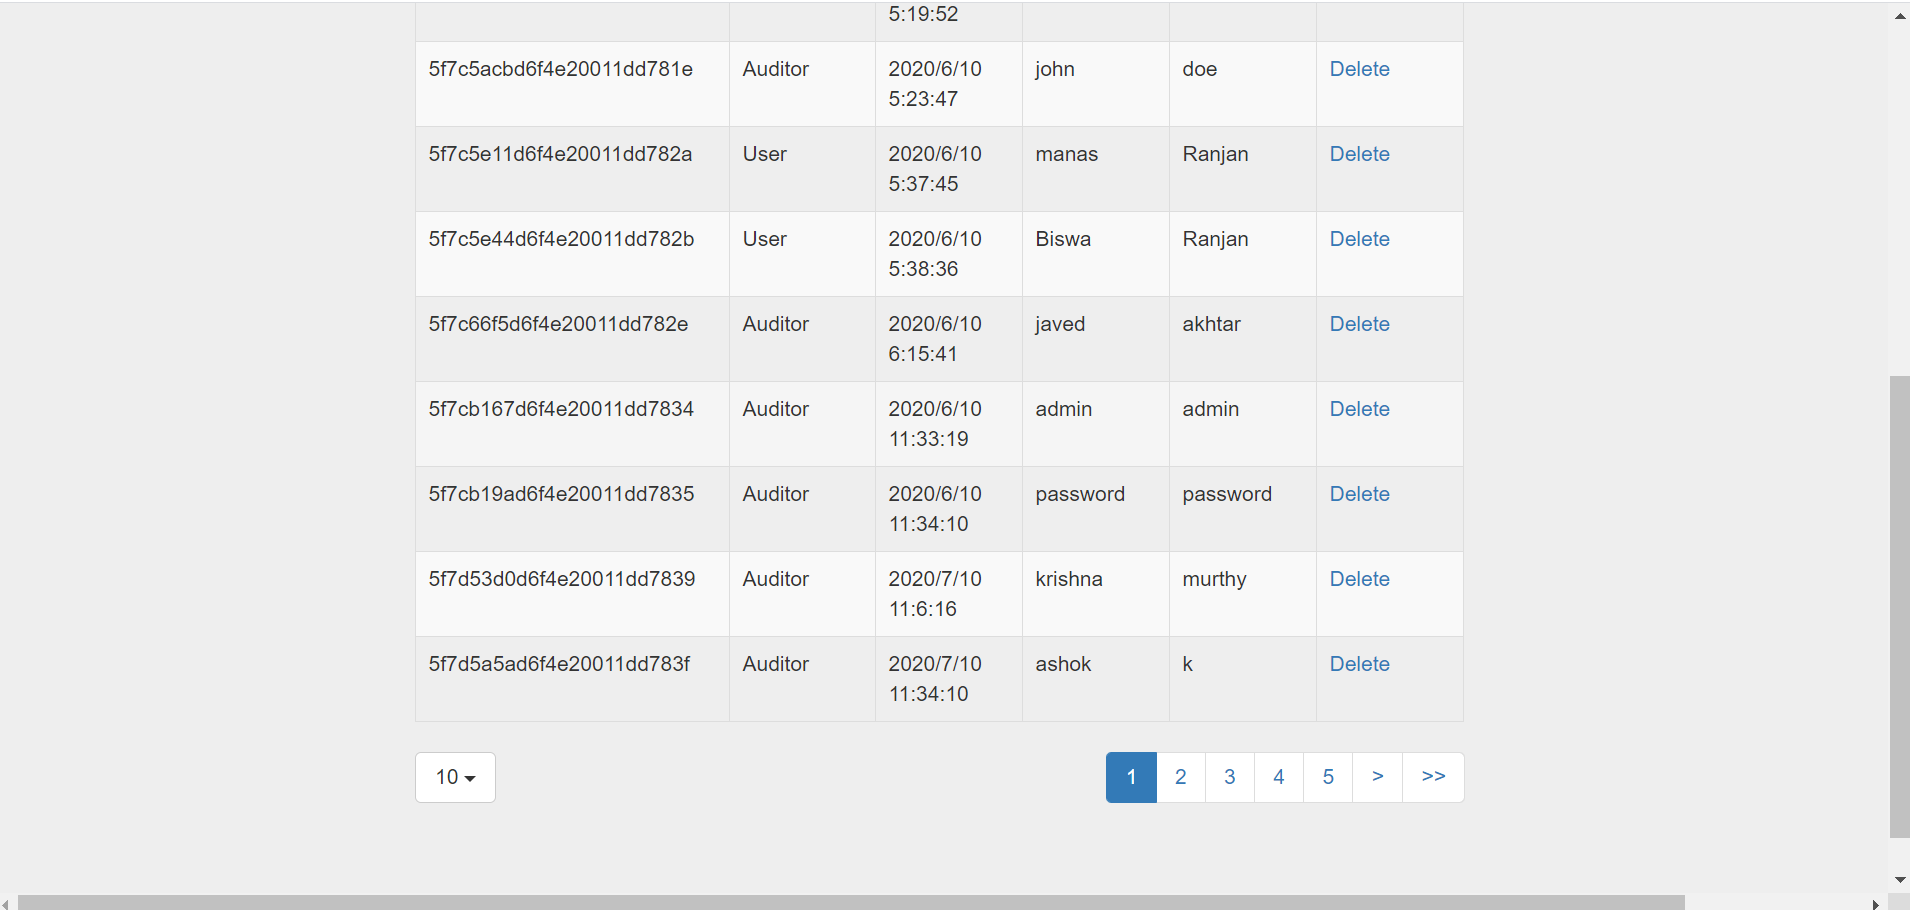 5:19:52
5f7c5acbd6f4e20011dd781e Auditor 2020/6/10 john doe Delete
5:23:47
5f7c5e11d6f4e20011dd782a User 2020/6/10 manas Ranjan Delete
5:37:45
5f7c5e44d6f4e20011dd782b User 2020/6/10 Biswa Ranjan Delete
5:38:36
5f7c66f5d6f4e20011dd782e Auditor 2020/6/10 javed akhtar Delete
6:15:41
5f7cb167d6f4e20011dd7834 Auditor 2020/6/10 admin admin Delete
11:33:19
5f7cb19ad6f4e20011dd7835 Auditor 2020/6/10 password password Delete
11:34:10
5f7d53d0d6f4e20011dd7839 Auditor 2020/7/10 krishna murthy Delete
11:6:16
5f7d5a5ad6f4e20011dd783f Auditor 2020/7/10 ashok k Delete
11:34:10
10 1 2 3 4 5 > >>